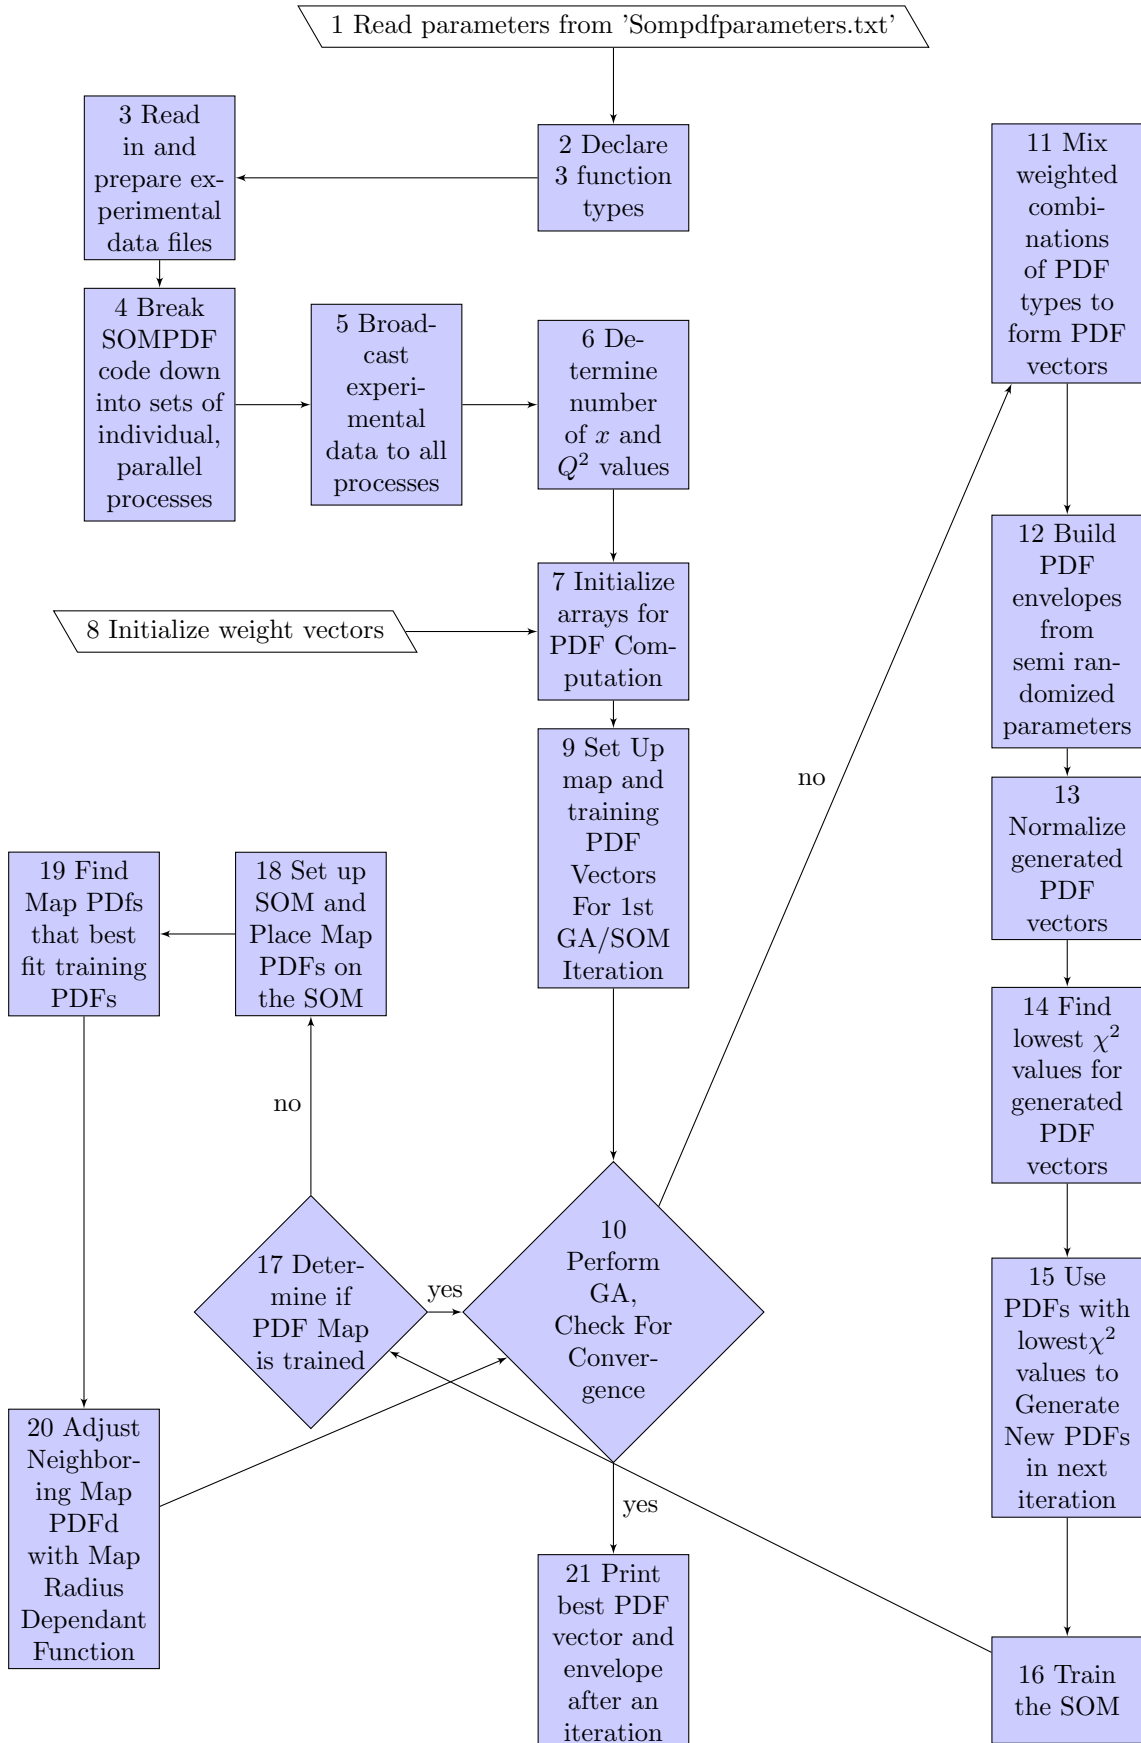 1 Read parameters from 'Sompdfparameters.txt'
2 Declare
3 function
types
3 Read
in and
prepare ex-
perimental
data files
4 Break
SOMPDF
code down
into sets of
individual,
parallel
processes
5 Broad-
cast
experi-
mental
data to all
processes
6 De-
termine
number
of x and
Q² values
7 Initialize
arrays for
PDF Com-
putation
8 Initialize weight vectors
9 Set Up
map and
training
PDF
Vectors
For 1st
GA/SOM
Iteration
10
Perform
GA,
Check For
Conver-
gence
no
yes
11 Mix
weighted
combi-
nations
of PDF
types to
form PDF
vectors
12 Build
PDF
envelopes
from
semi ran-
domized
parameters
13
Normalize
generated
PDF
vectors
14 Find
lowest χ²
values for
generated
PDF
vectors
15 Use
PDFs with
lowestχ²
values to
Generate
New PDFs
in next
iteration
16 Train
the SOM
17 Deter-
mine if
PDF Map
is trained
yes
no
18 Set up
SOM and
Place Map
PDFs on
the SOM
19 Find
Map PDfs
that best
fit training
PDFs
20 Adjust
Neighbor-
ing Map
PDFd
with Map
Radius
Dependant
Function
21 Print
best PDF
vector and
envelope
after an
iteration